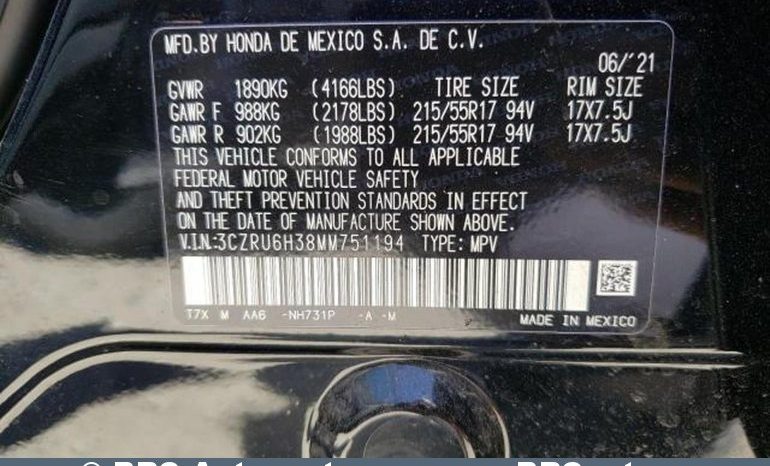 MFD.BY HONDA DE MEXICO S.A. DE C.V.
06/'21
GVWR 1890KG (4166LBS) TIRE SIZE RIM SIZE
GAWR F 988KG (2178LBS) 215/55R17 94V 17X7.5J
GAWR R 902KG (1988LBS) 215/55R17 94V 17X7.5J
THIS VEHICLE CONFORMS TO ALL APPLICABLE
FEDERAL MOTOR VEHICLE SAFETY
AND THEFT PREVENTION STANDARDS IN EFFECT
ON THE DATE OF MANUFACTURE SHOWN ABOVE.
V.I.N.:3CZRU6H38MM751194 TYPE: MPV
T7X M AA6 -NH731P -A -M
MADE IN MEXICO